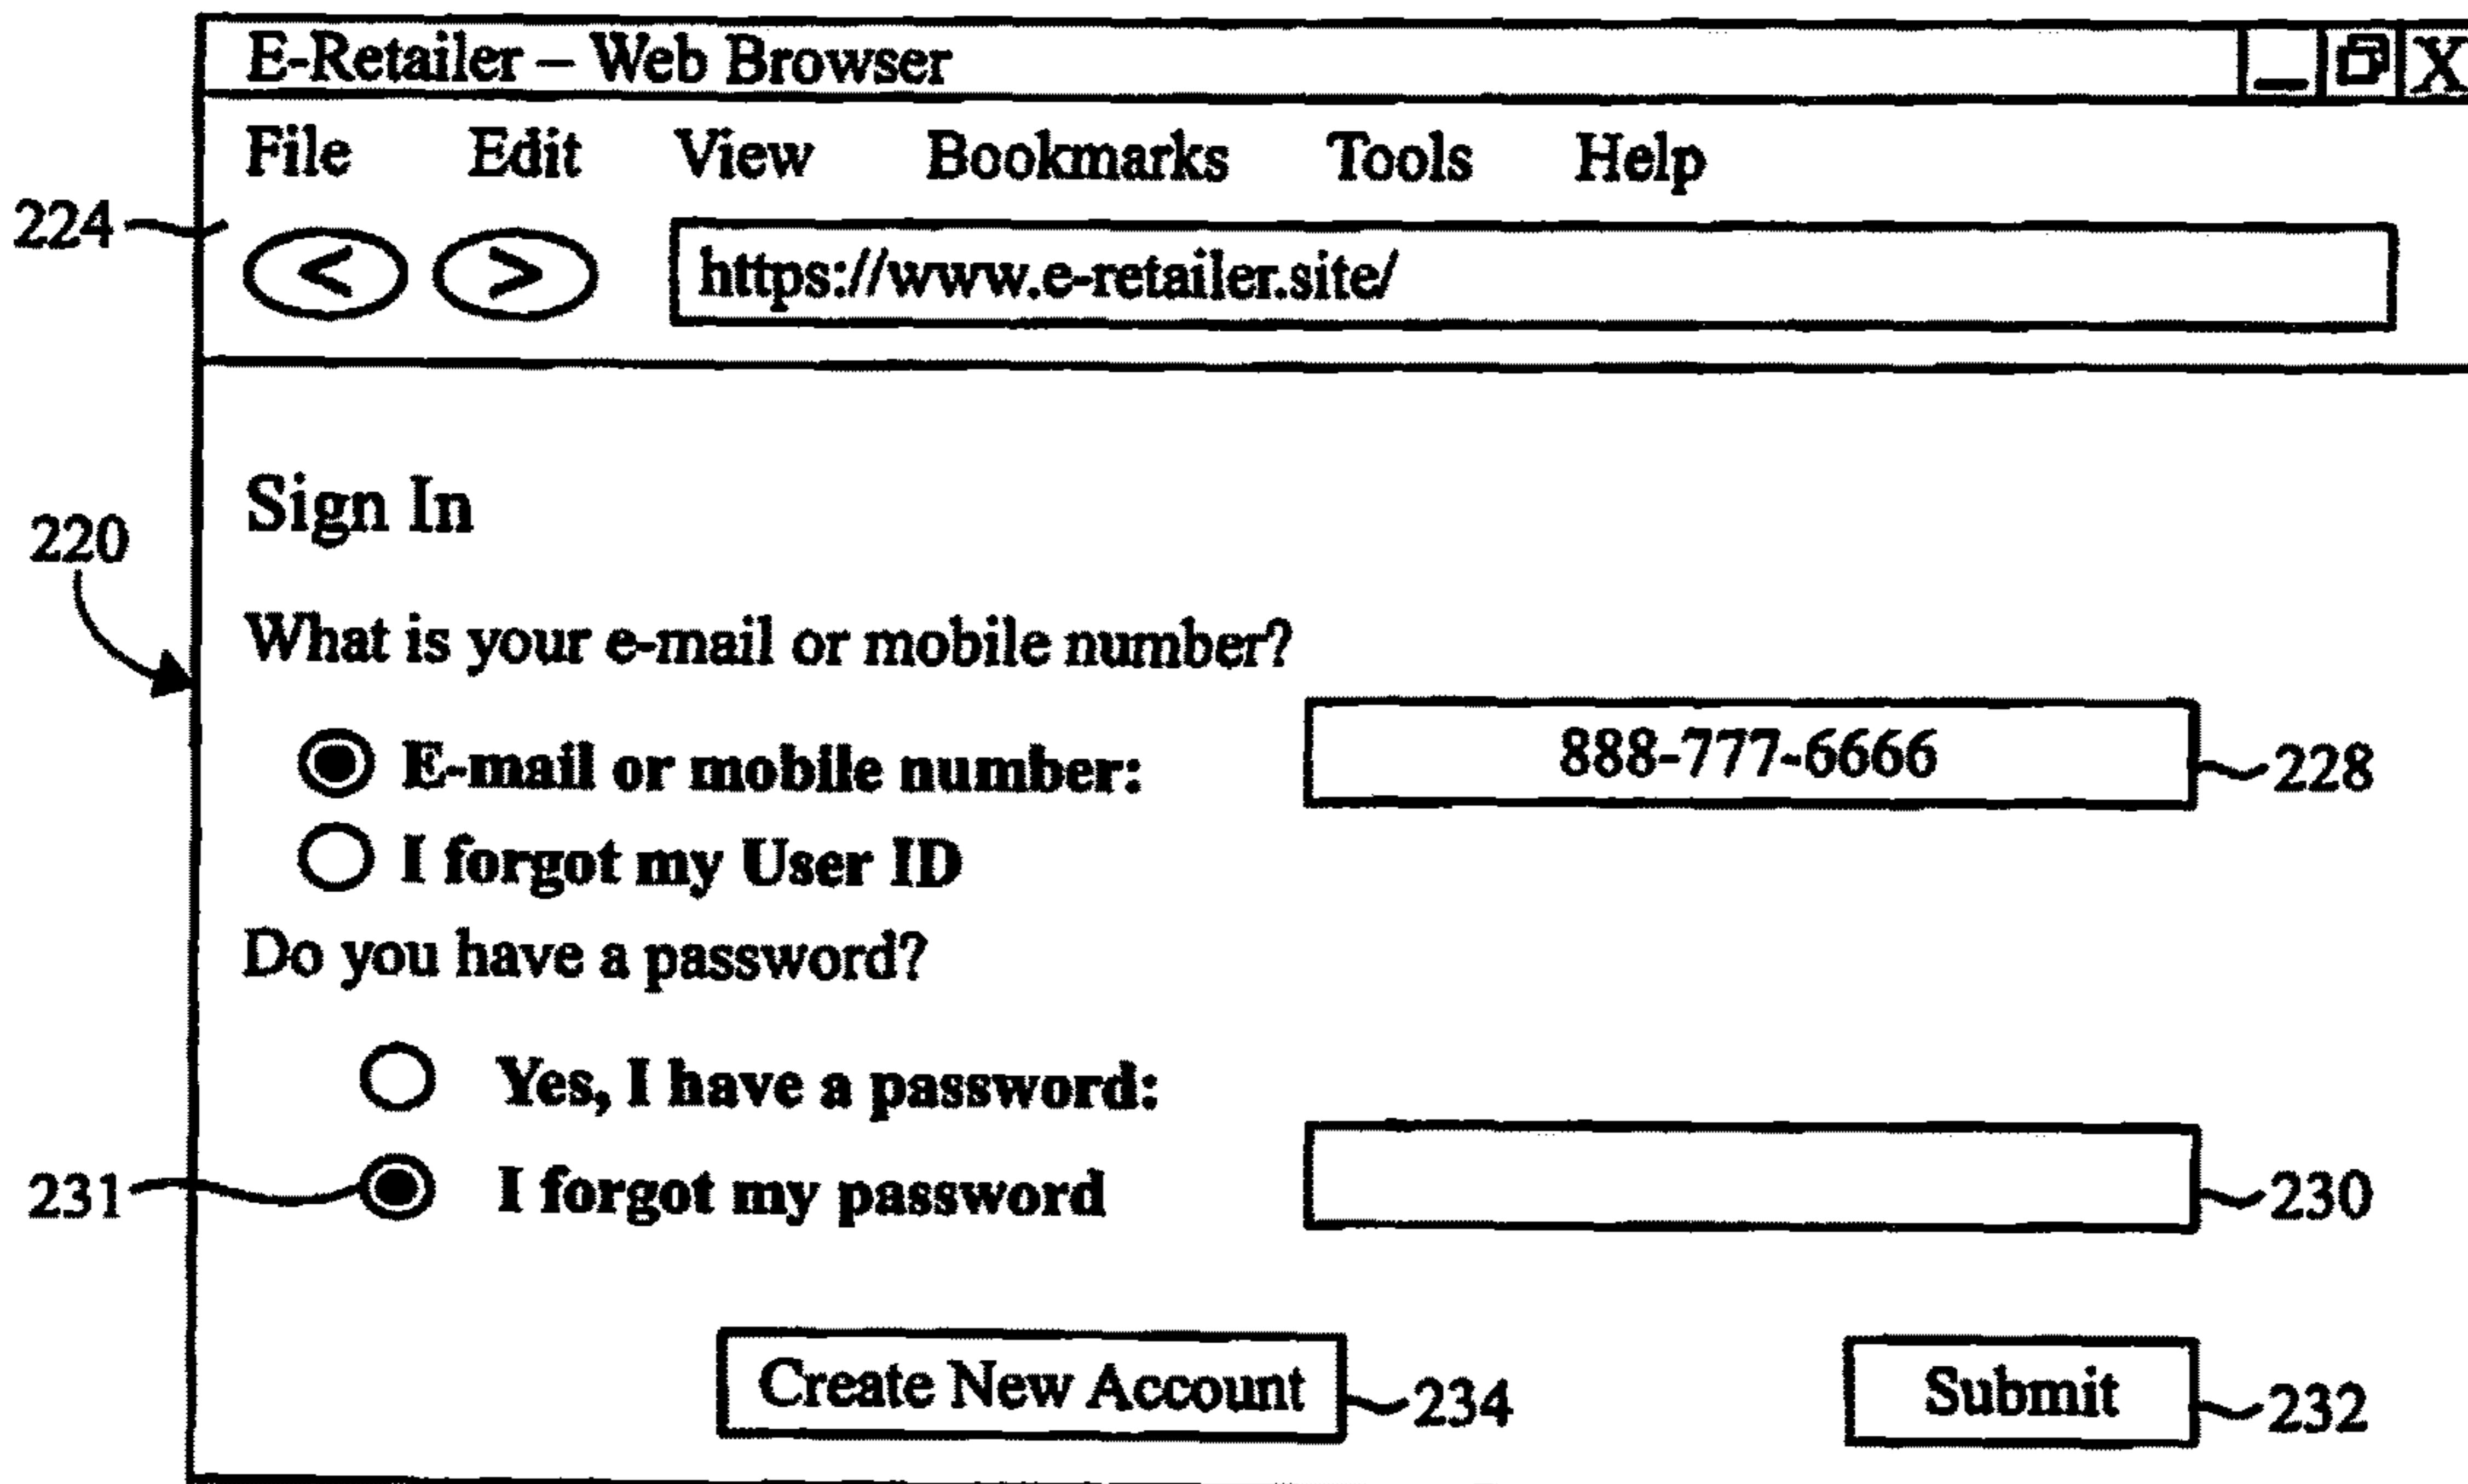 E-Retailer – Web Browser
_ X
File Edit View Bookmarks Tools Help
224
< >
https://www.e-retailer.site/
Sign In
220
What is your e-mail or mobile number?
E-mail or mobile number: 888-777-6666 228
I forgot my User ID
Do you have a password?
Yes, I have a password:
231 I forgot my password 230
Create New Account 234 Submit 232